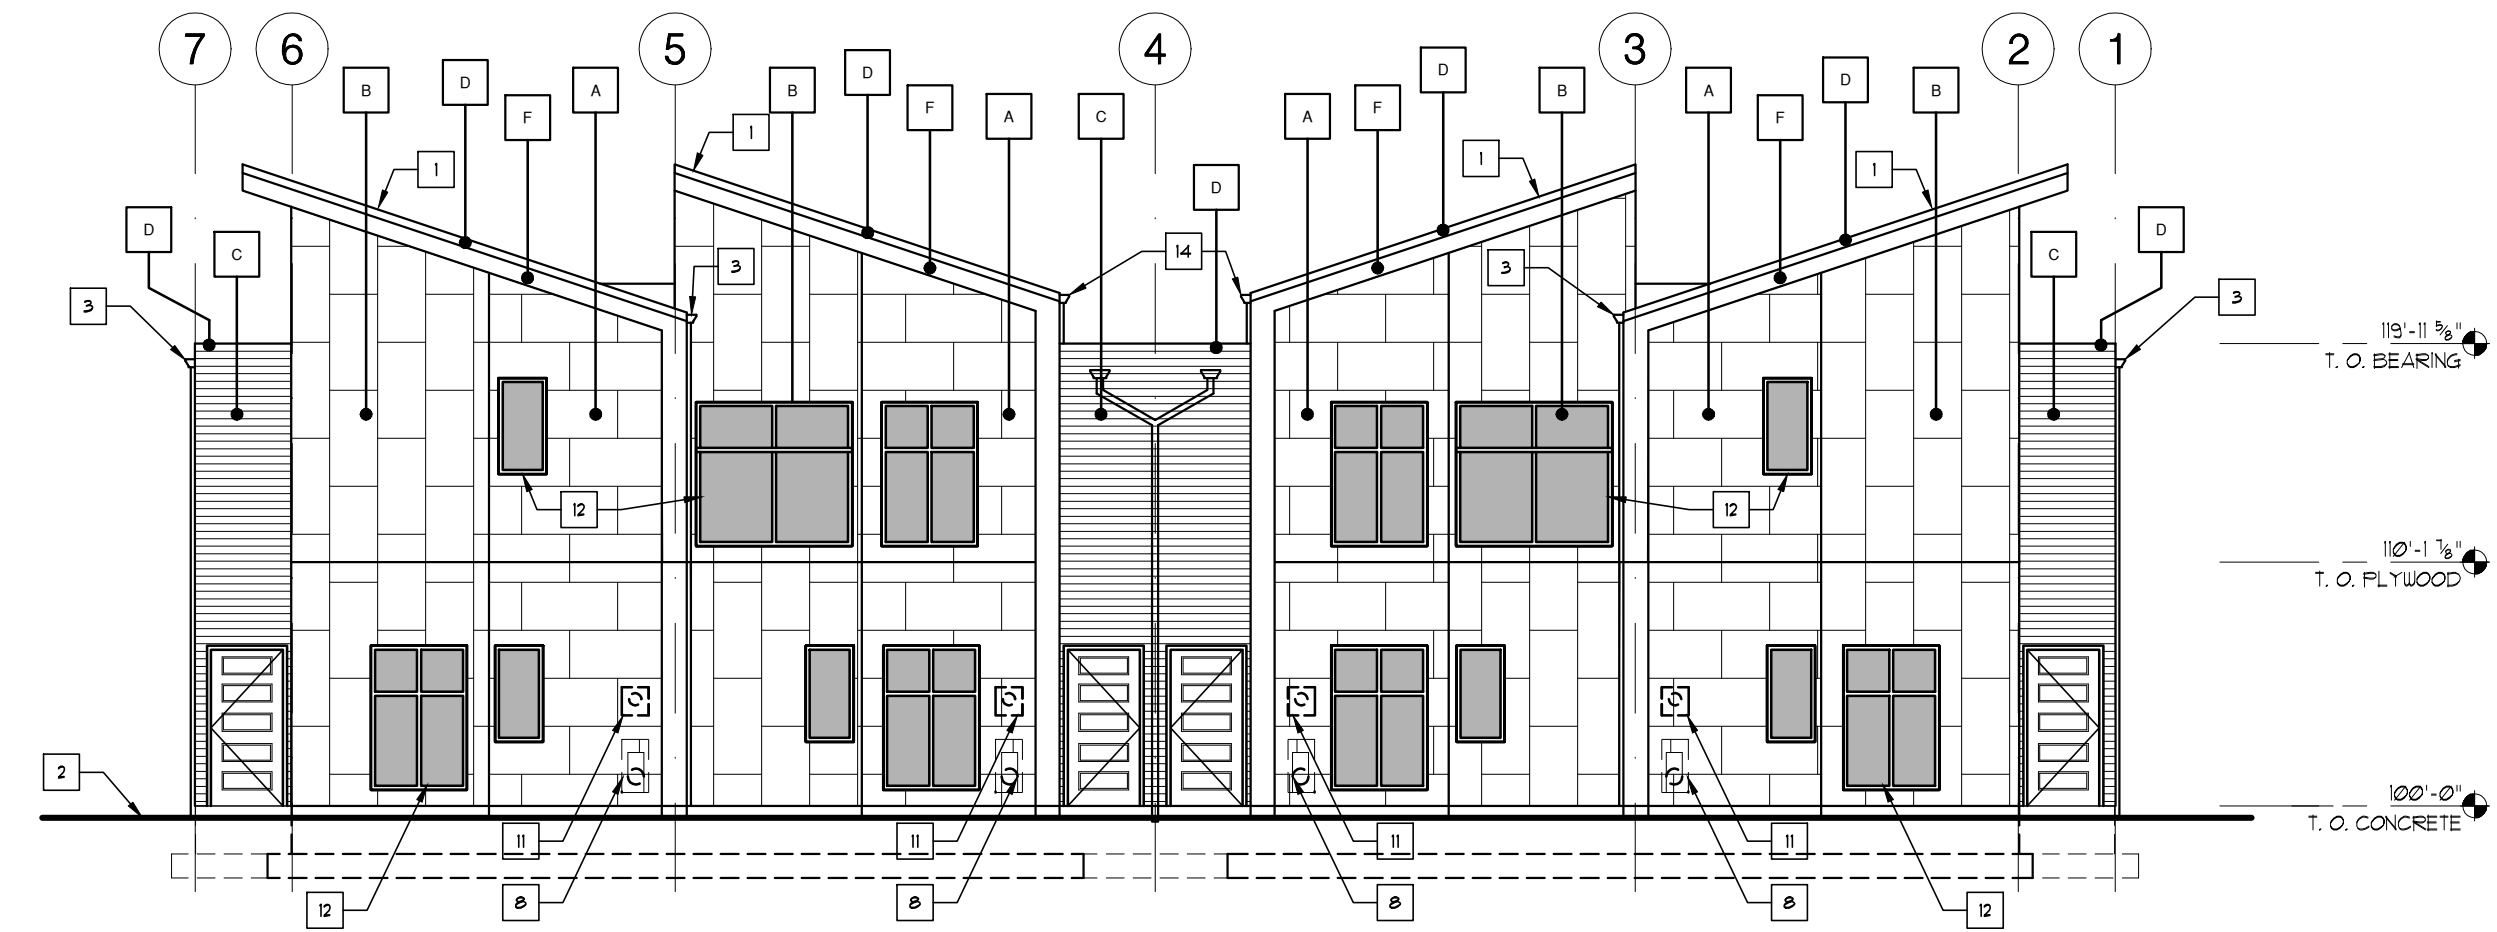 7
6
5
4
3
2
1
B
D
F
A
B
D
F
A
C
D
A
F
D
B
A
F
D
B
1
1
1
1
D
C
3
3
14
3
D
C
3
119'-11 5/8"
T. O. BEARING
12
12
110'-1 7/8"
T. O. PLYWOOD
2
100'-0"
T. O. CONCRETE
11
11
11
11
12
8
8
8
8
12